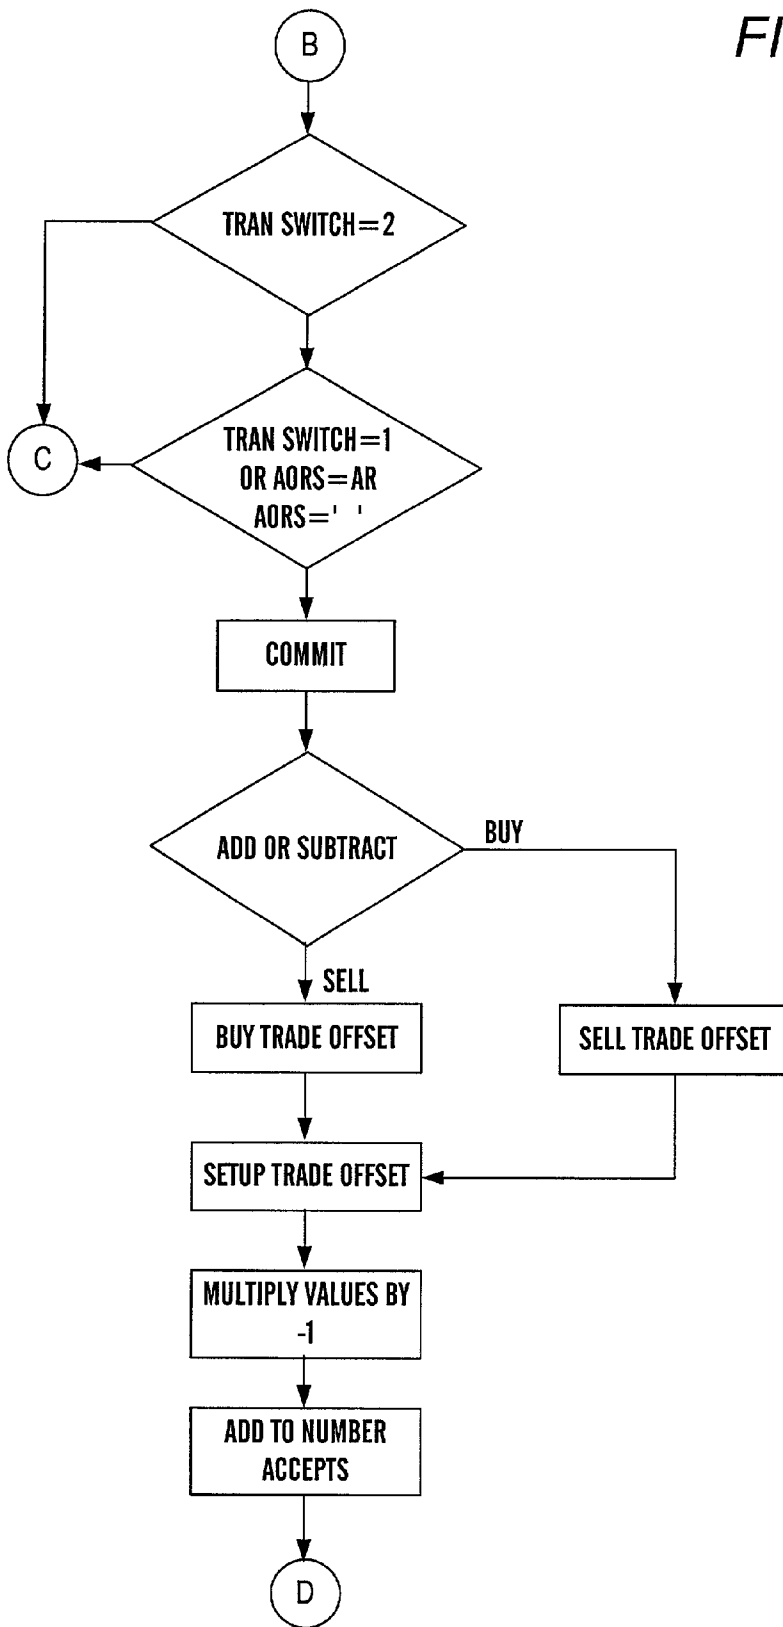 B
FI
TRAN SWITCH=2
C
TRAN SWITCH=1
OR AORS=AR
AORS=' '
COMMIT
ADD OR SUBTRACT
BUY
SELL
BUY TRADE OFFSET
SELL TRADE OFFSET
SETUP TRADE OFFSET
MULTIPLY VALUES BY
-1
ADD TO NUMBER
ACCEPTS
D